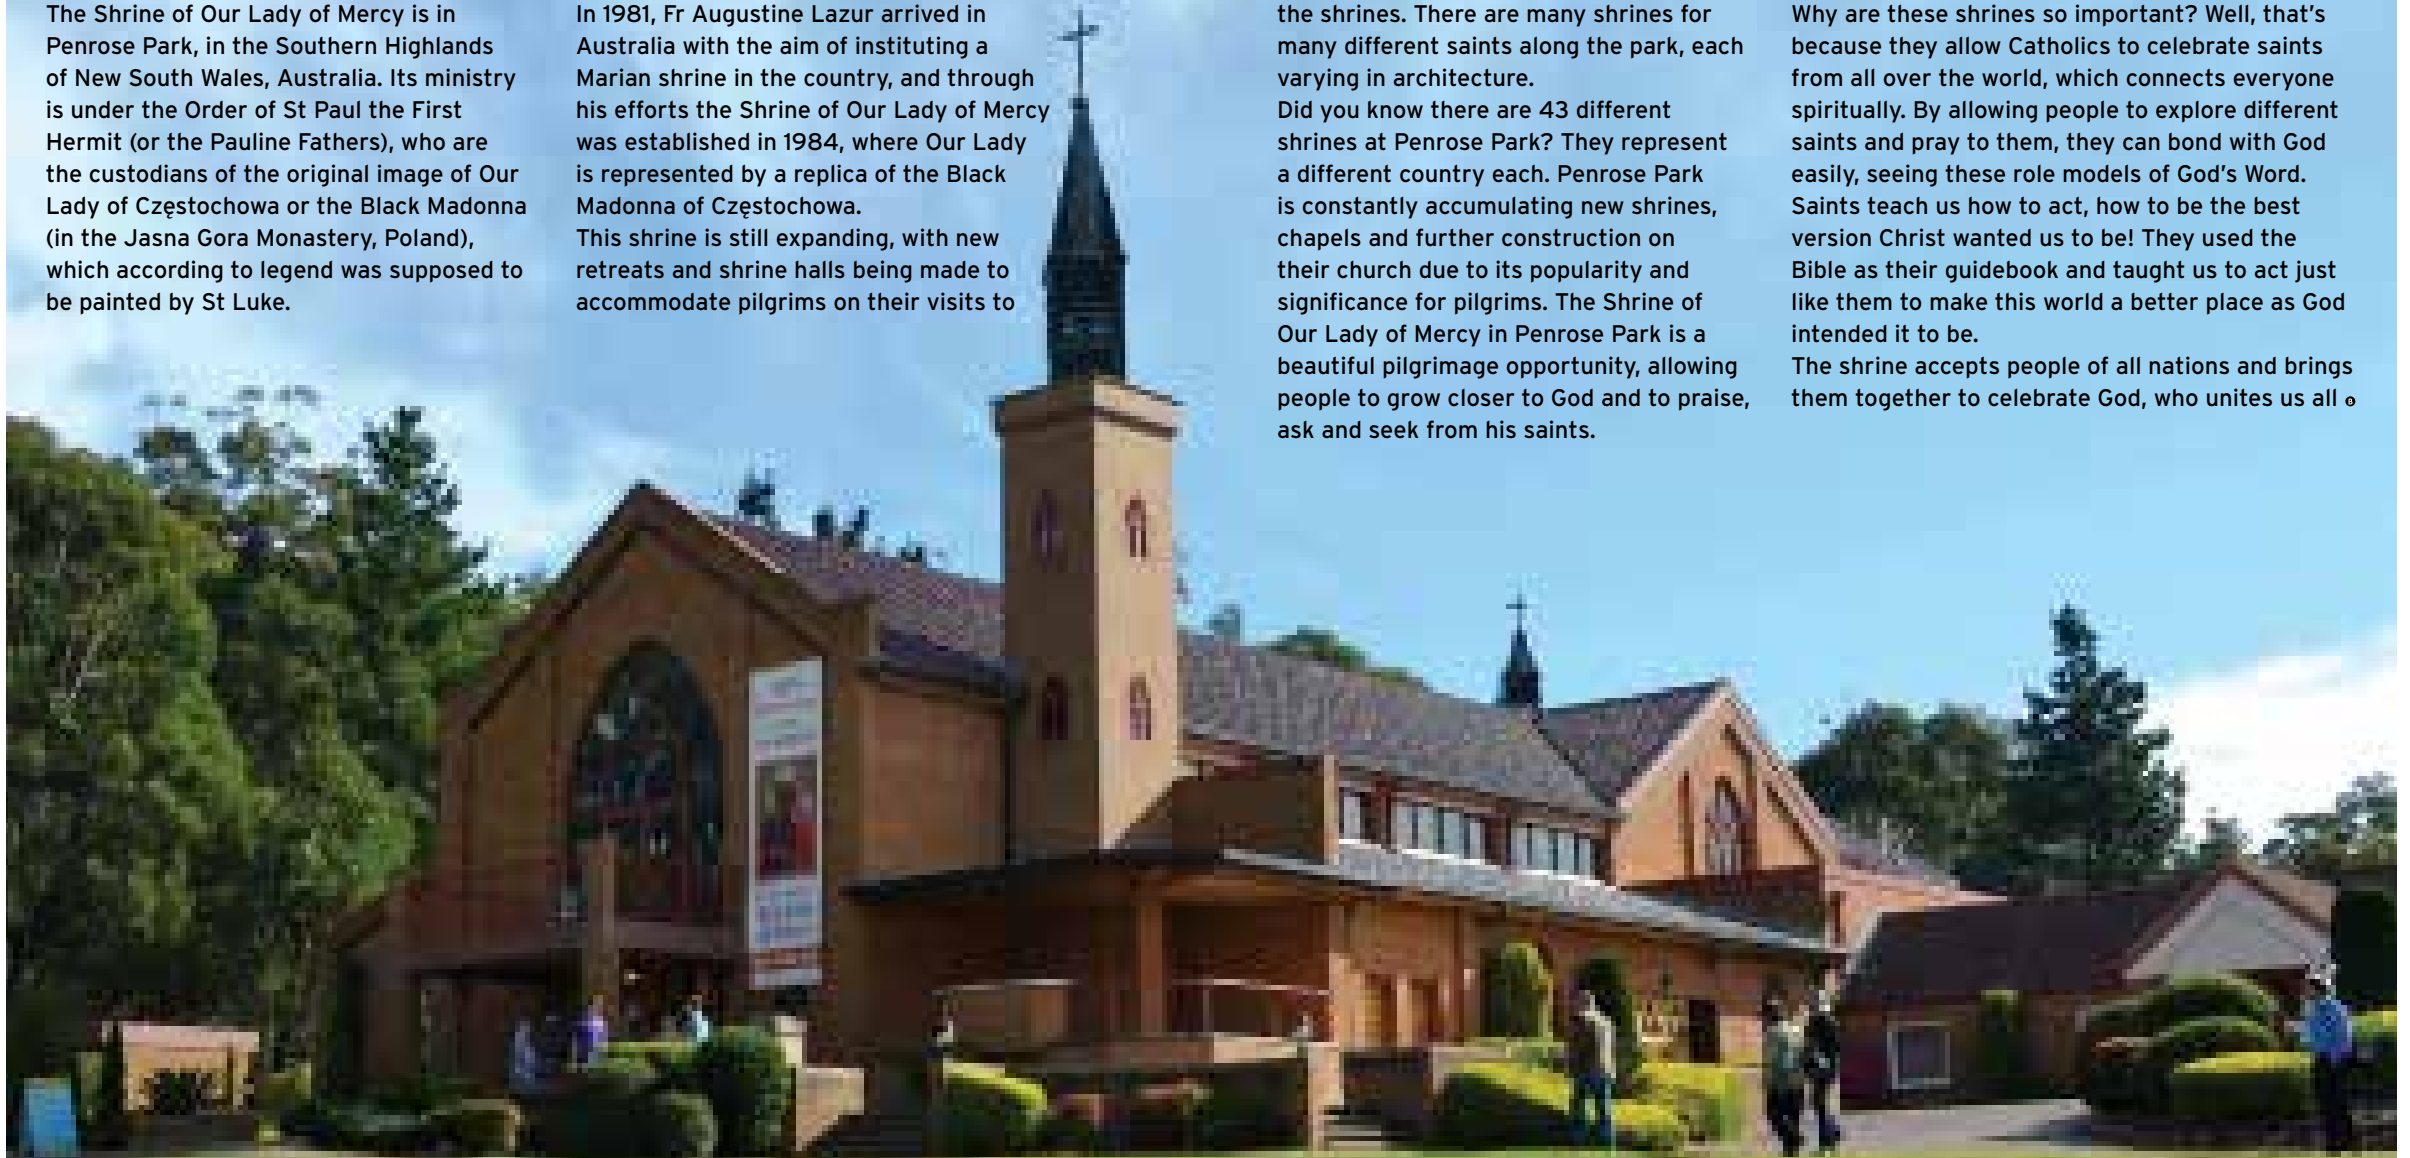 The Shrine of Our Lady of Mercy is in
Penrose Park, in the Southern Highlands
of New South Wales, Australia. Its ministry
is under the Order of St Paul the First
Hermit (or the Pauline Fathers), who are
the custodians of the original image of Our
Lady of Częstochowa or the Black Madonna
(in the Jasna Gora Monastery, Poland),
which according to legend was supposed to
be painted by St Luke.
In 1981, Fr Augustine Lazur arrived in
Australia with the aim of instituting a
Marian shrine in the country, and through
his efforts the Shrine of Our Lady of Mercy
was established in 1984, where Our Lady
is represented by a replica of the Black
Madonna of Częstochowa.
This shrine is still expanding, with new
retreats and shrine halls being made to
accommodate pilgrims on their visits to
the shrines. There are many shrines for
many different saints along the park, each
varying in architecture.
Did you know there are 43 different
shrines at Penrose Park? They represent
a different country each. Penrose Park
is constantly accumulating new shrines,
chapels and further construction on
their church due to its popularity and
significance for pilgrims. The Shrine of
Our Lady of Mercy in Penrose Park is a
beautiful pilgrimage opportunity, allowing
people to grow closer to God and to praise,
ask and seek from his saints.
Why are these shrines so important? Well, that's
because they allow Catholics to celebrate saints
from all over the world, which connects everyone
spiritually. By allowing people to explore different
saints and pray to them, they can bond with God
easily, seeing these role models of God's Word.
Saints teach us how to act, how to be the best
version Christ wanted us to be! They used the
Bible as their guidebook and taught us to act just
like them to make this world a better place as God
intended it to be.
The shrine accepts people of all nations and brings
them together to celebrate God, who unites us all